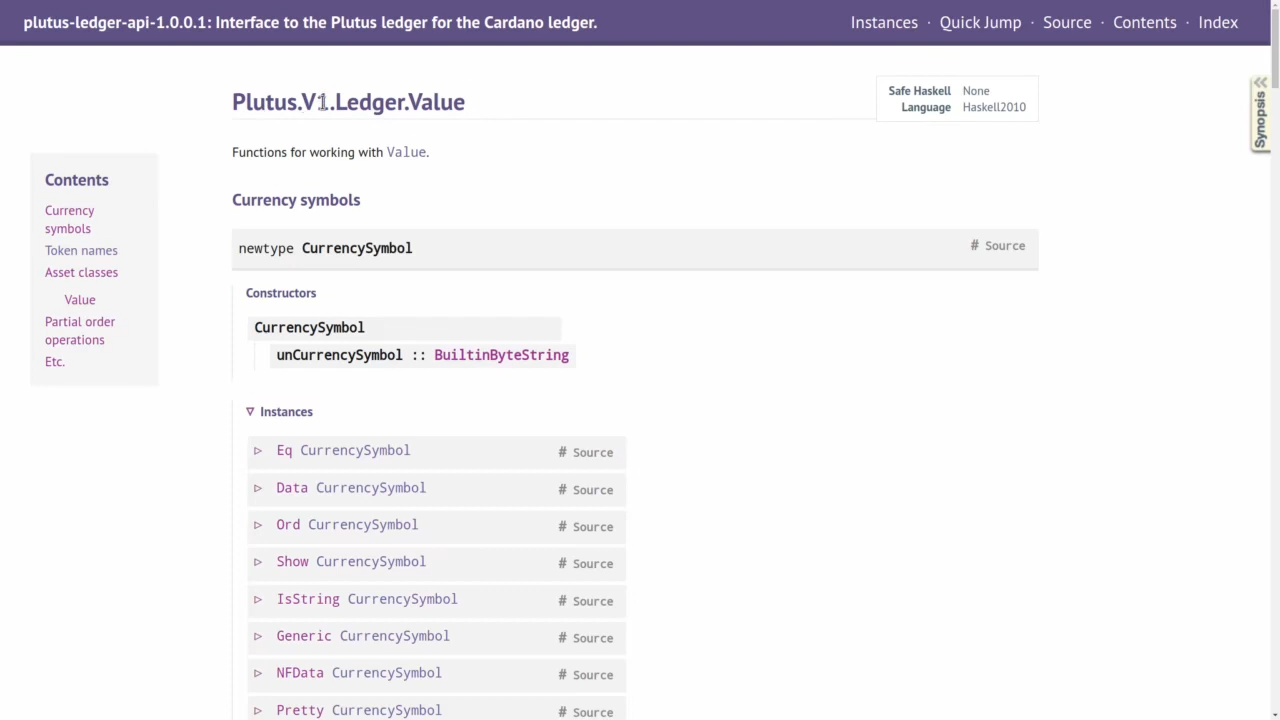 plutus-ledger-api-1.0.0.1: Interface to the Plutus ledger for the Cardano ledger.
Instances · Quick Jump · Source · Contents · Index
Plutus.V1.Ledger.Value
Safe Haskell None
Language Haskell2010
Synopsis
Functions for working with Value.
Contents
Currency
symbols
Token names
Asset classes
Value
Partial order
operations
Etc.
Currency symbols
newtype CurrencySymbol # Source
Constructors
CurrencySymbol
unCurrencySymbol :: BuiltinByteString
Instances
Eq CurrencySymbol # Source
Data CurrencySymbol # Source
Ord CurrencySymbol # Source
Show CurrencySymbol # Source
IsString CurrencySymbol # Source
Generic CurrencySymbol # Source
NFData CurrencySymbol # Source
Pretty CurrencySymbol # Source